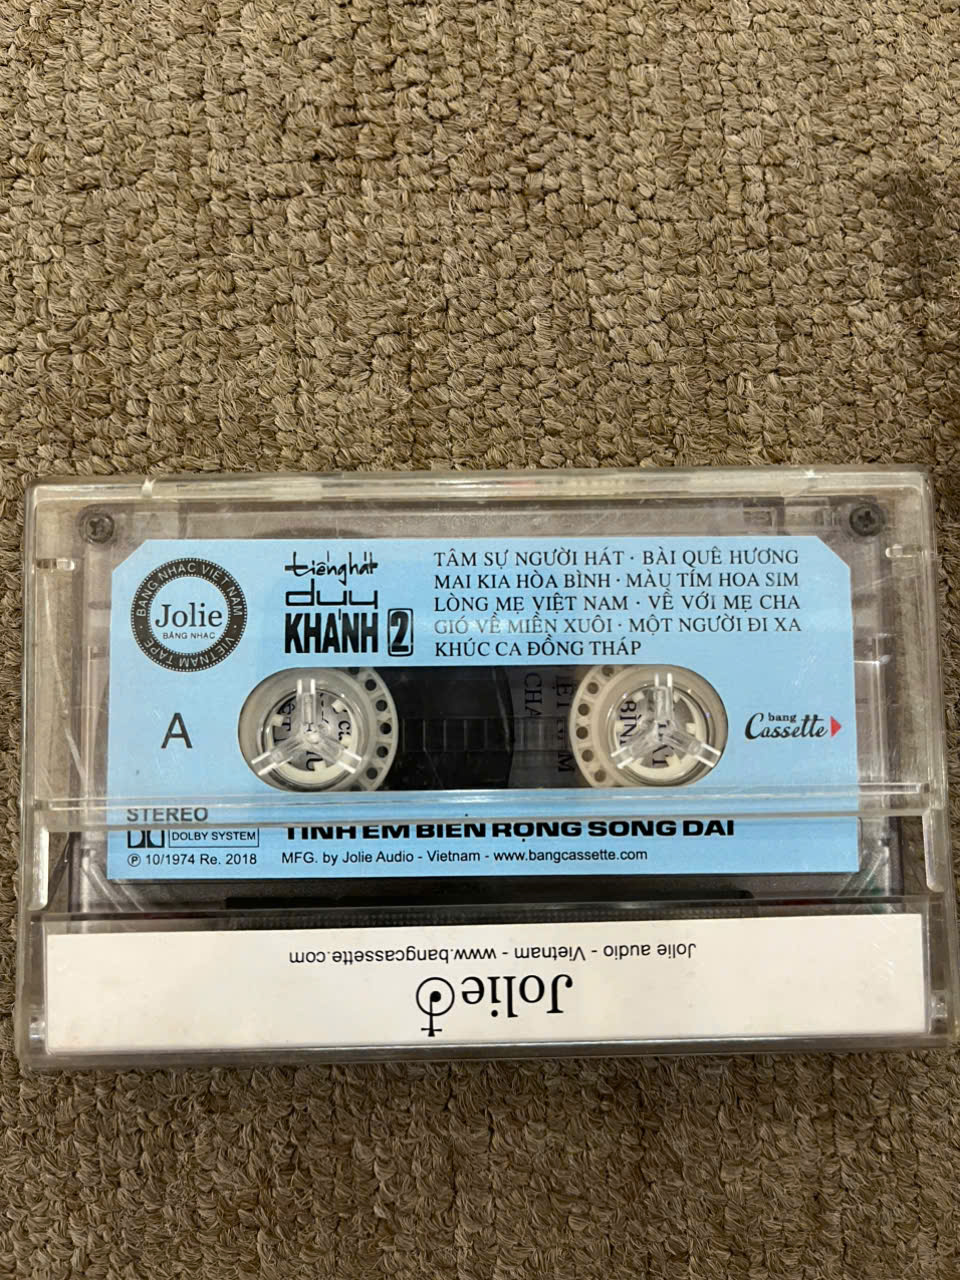 BĂNG NHẠC VIỆT NAM
Jolie
BĂNG NHẠC
VIET NAM TAPE
tiếng hát
duy
KHÁNH 2
TÂM SỰ NGƯỜI HÁT · BÀI QUÊ HƯƠNG
MAI KIA HÒA BÌNH · MÀU TÍM HOA SIM
LÒNG MẸ VIỆT NAM · VỀ VỚI MẸ CHA
GIÓ VỀ MIỀN XUÔI · MỘT NGƯỜI ĐI XA
KHÚC CA ĐỒNG THÁP
A
bang
Cassette
STEREO
DOLBY SYSTEM
TÌNH EM BIỂN RỘNG SÔNG DÀI
℗ 10/1974 Re. 2018
MFG. by Jolie Audio - Vietnam - www.bangcassette.com
Jolie
Jolie audio - Vietnam - www.bangcassette.com